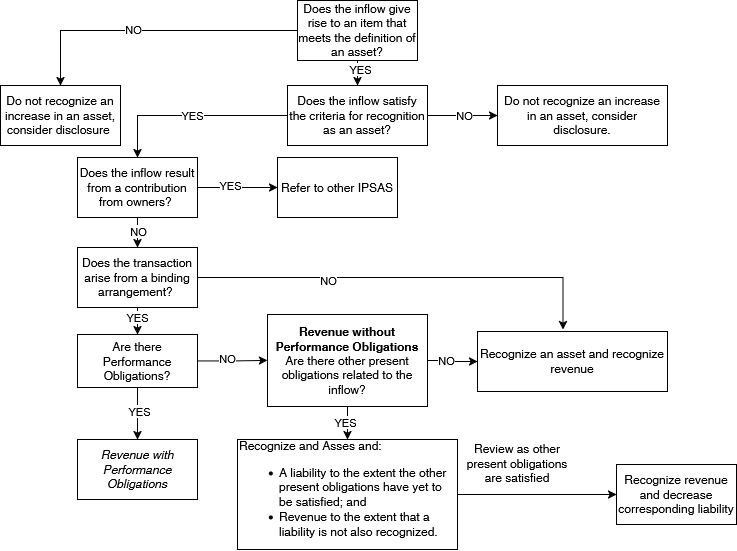 Does the inflow give
rise to an item that
meets the definition of
an asset?
NO
YES
Do not recognize an
increase in an asset,
consider disclosure
Does the inflow satisfy
the criteria for recognition
as an asset?
NO
Do not recognize an increase
in an asset, consider
disclosure.
YES
Does the inflow result
from a contribution
from owners?
YES
Refer to other IPSAS
NO
Does the transaction
arise from a binding
arrangement?
NO
YES
Are there
Performance
Obligations?
NO
Revenue without
Performance Obligations
Are there other present
obligations related to the
inflow?
NO
Recognize an asset and recognize
revenue
YES
YES
Revenue with
Performance
Obligations
Recognize and Asses and:
• A liability to the extent the other
present obligations have yet to
be satisfied; and
• Revenue to the extent that a
liability is not also recognized.
Review as other
present obligations
are satisfied
Recognize revenue
and decrease
corresponding liability